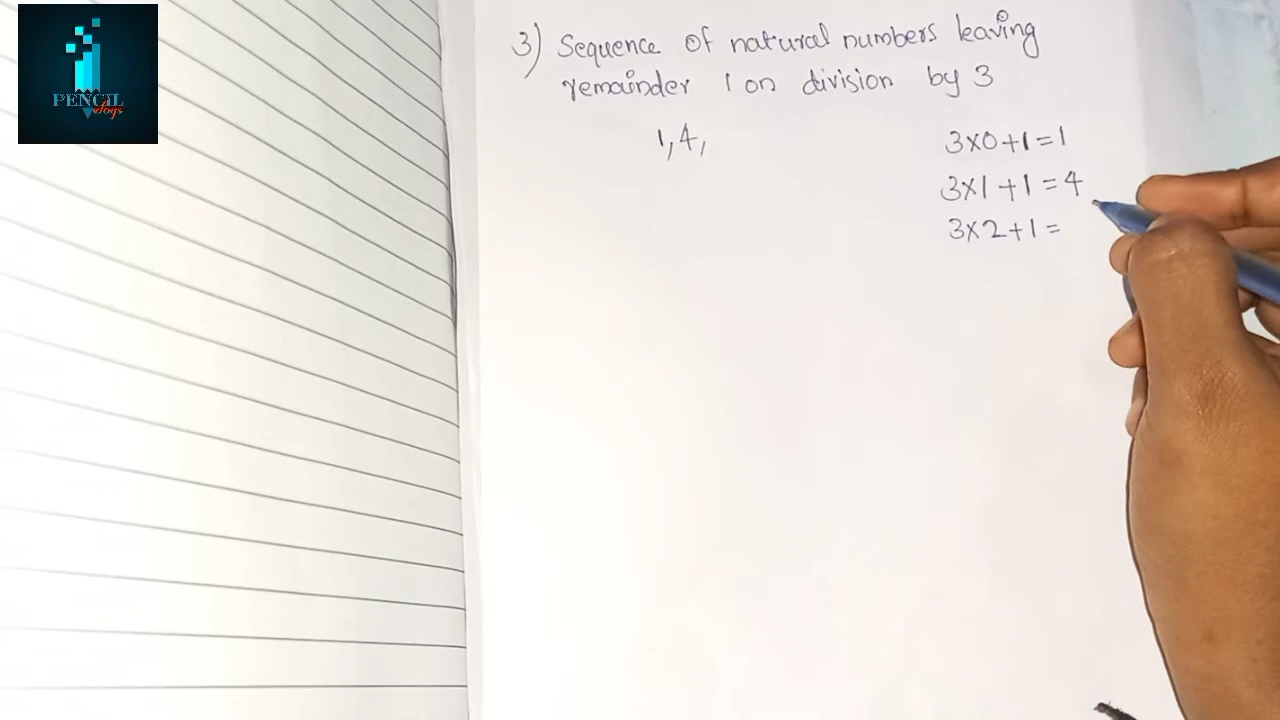 PENCIL
vlogs
3) Sequence of natural numbers leaving
remainder 1 on division by 3
1, 4,
3×0+1=1
3×1+1=4
3×2+1=